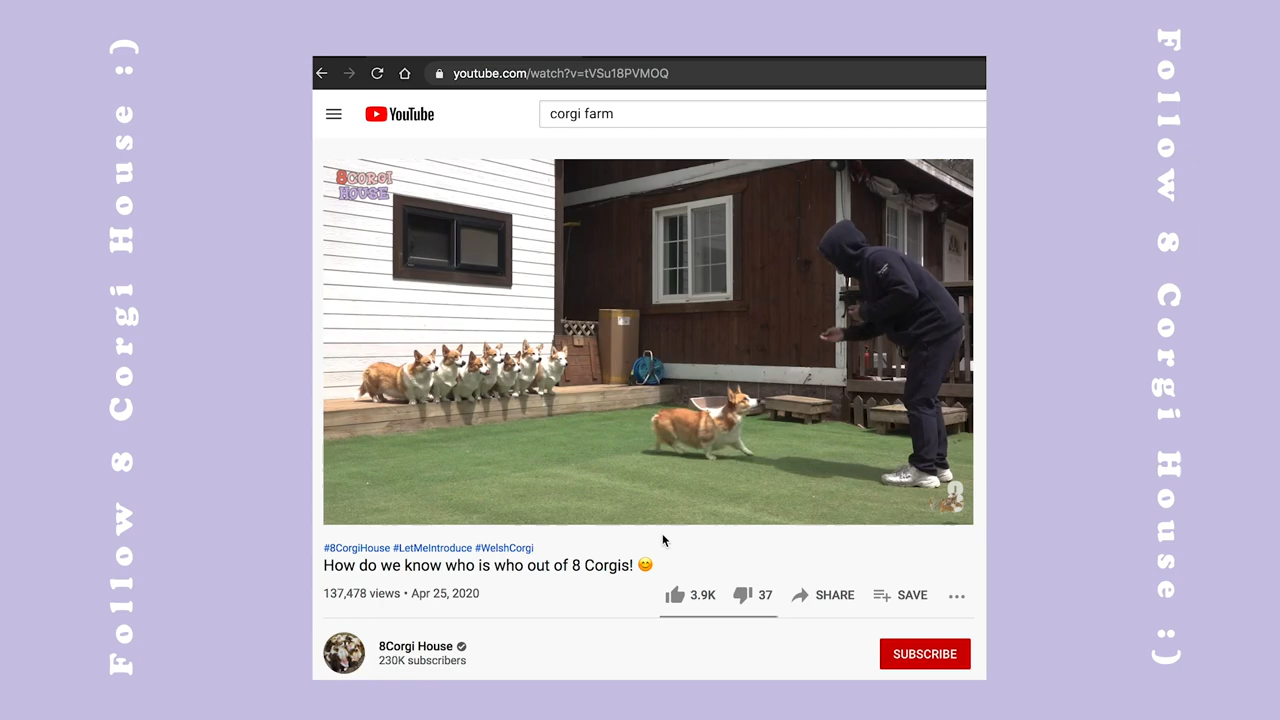 Follow 8 Corgi House :)
youtube.com/watch?v=tVSu18PVMOQ
YouTube
corgi farm
8CORGI
HOUSE
8
#8CorgiHouse #LetMeIntroduce #WelshCorgi
How do we know who is who out of 8 Corgis! 😊
137,478 views • Apr 25, 2020
3.9K
37
SHARE
SAVE
8Corgi House
230K subscribers
SUBSCRIBE
Follow 8 Corgi House :)